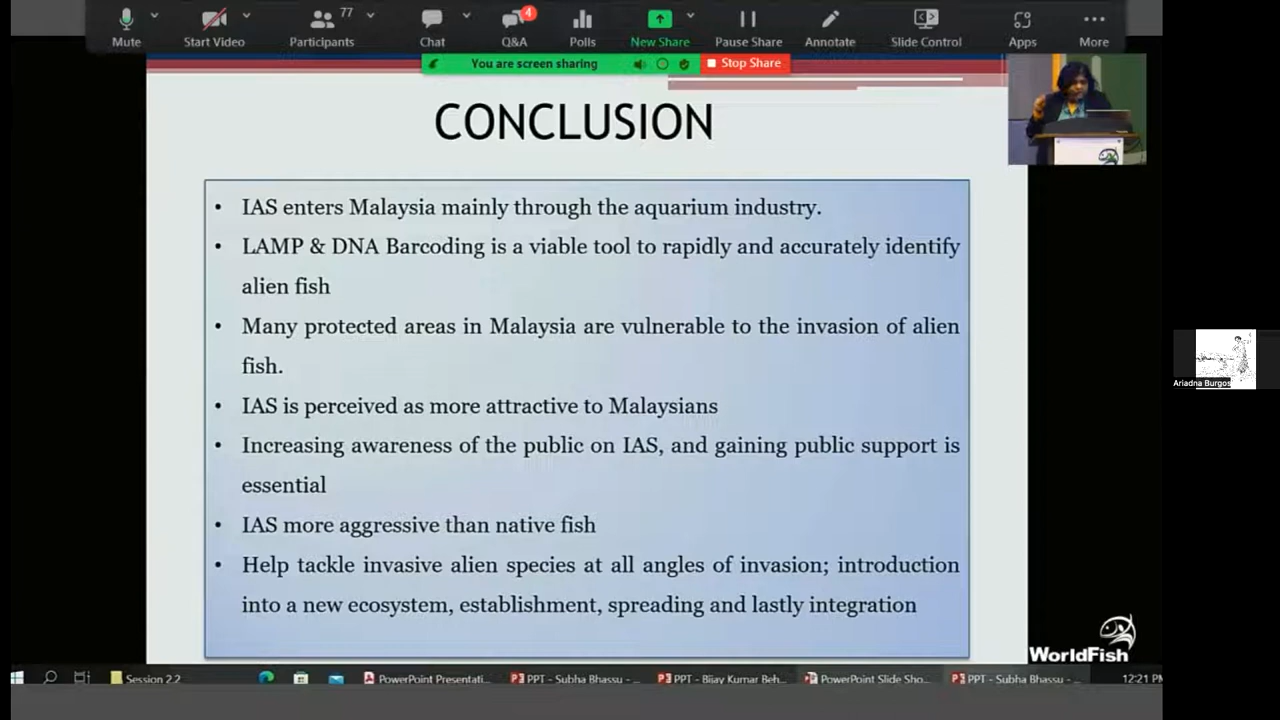 77
4
Mute
Start Video
Participants
Chat
Q&A
Polls
New Share
Pause Share
Annotate
Slide Control
Apps
More
You are screen sharing
Stop Share
CONCLUSION
• IAS enters Malaysia mainly through the aquarium industry.
• LAMP & DNA Barcoding is a viable tool to rapidly and accurately identify
alien fish
• Many protected areas in Malaysia are vulnerable to the invasion of alien
fish.
• IAS is perceived as more attractive to Malaysians
• Increasing awareness of the public on IAS, and gaining public support is
essential
• IAS more aggressive than native fish
• Help tackle invasive alien species at all angles of invasion; introduction
into a new ecosystem, establishment, spreading and lastly integration
Ariadna Burgos
WorldFish
Session 2.2
PowerPoint Presentati...
PPT - Subha Bhassu - ...
PPT - Bijay Kumar Beh...
PowerPoint Slide Sho...
PPT - Subha Bhassu - ...
12:21 PM